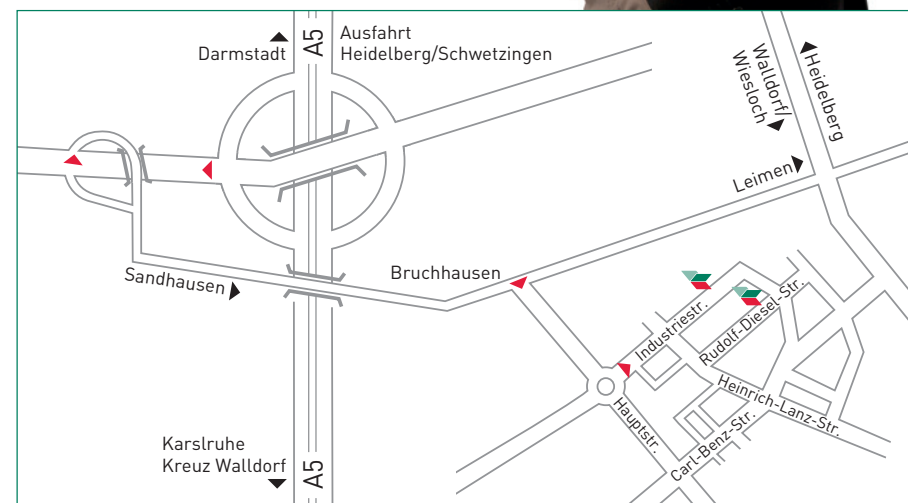 Darmstadt
A5
Ausfahrt
Heidelberg/Schwetzingen
Walldorf/
Wiesloch
Heidelberg
Leimen
Sandhausen
Bruchhausen
Industriestr.
Rudolf-Diesel-Str.
Heinrich-Lanz-Str.
Hauptstr.
Carl-Benz-Str.
Karslruhe
Kreuz Walldorf
A5